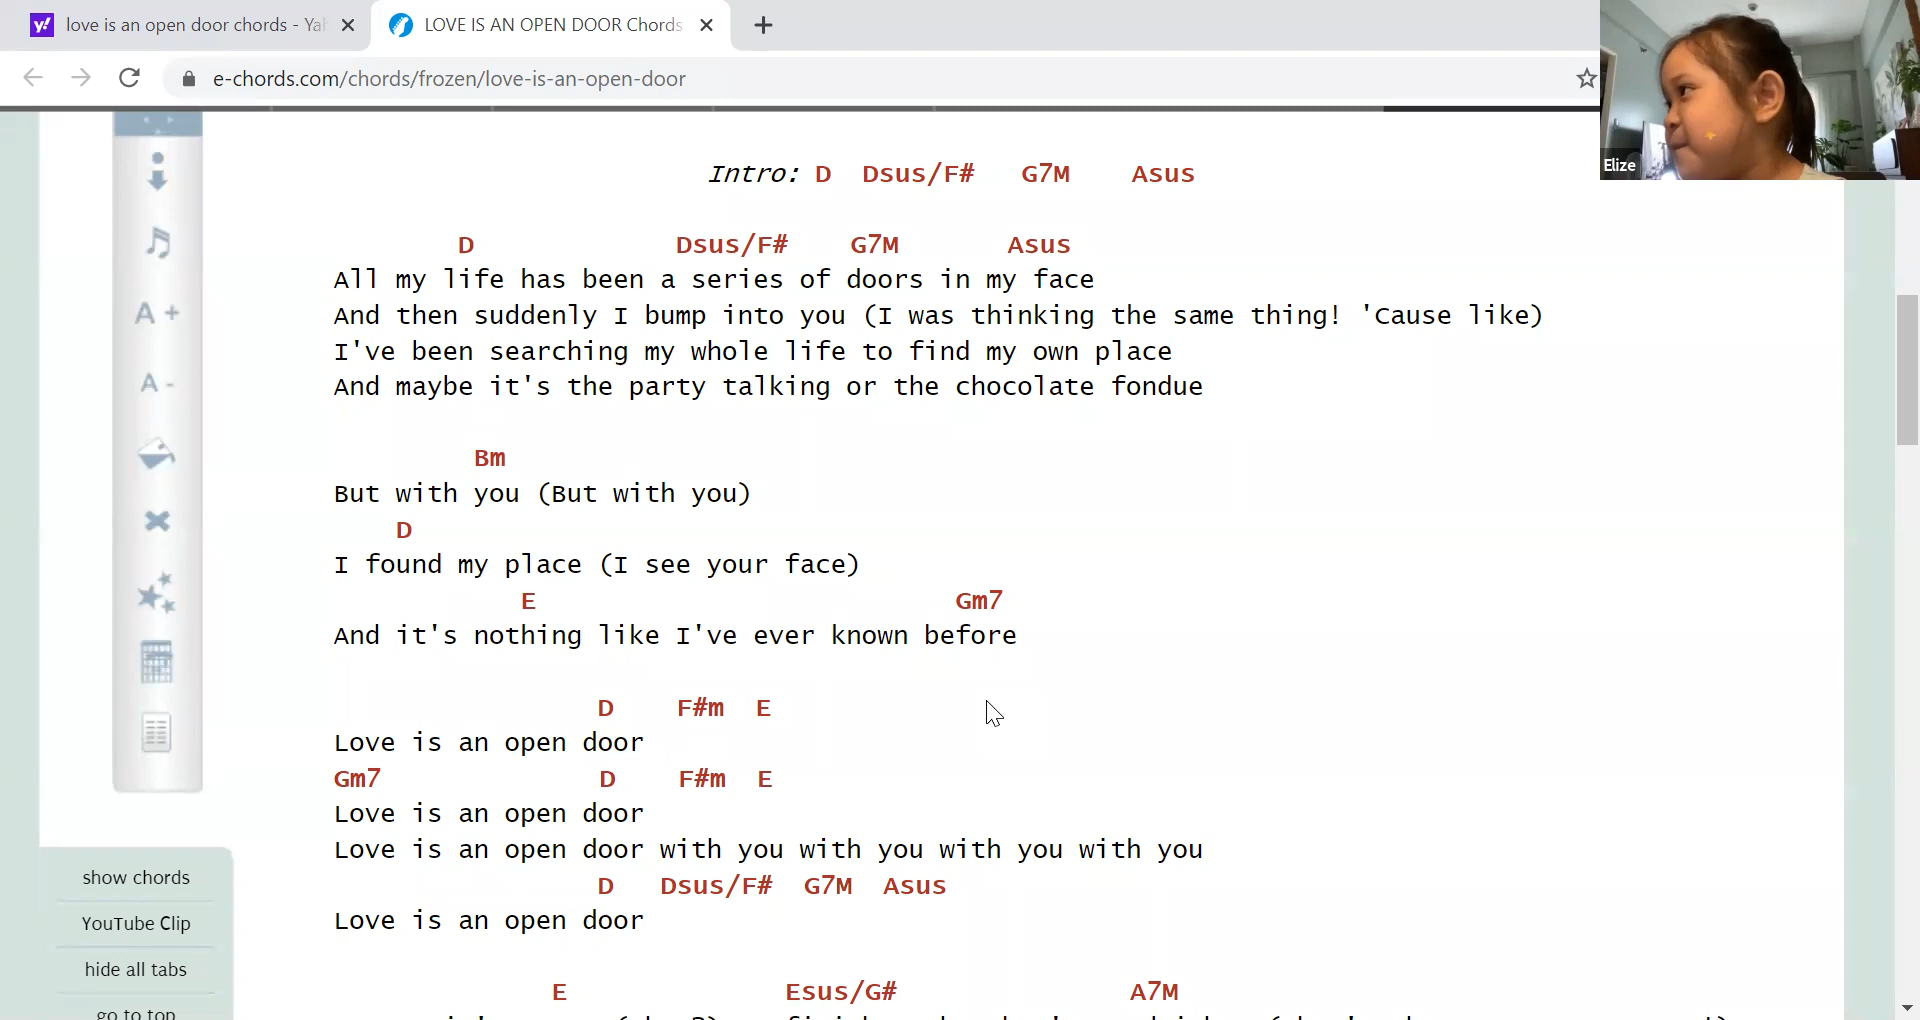 love is an open door chords - Yah
LOVE IS AN OPEN DOOR Chords
e-chords.com/chords/frozen/love-is-an-open-door
Elize
Intro: D Dsus/F# G7M Asus
D Dsus/F# G7M Asus
All my life has been a series of doors in my face
And then suddenly I bump into you (I was thinking the same thing! 'Cause like)
I've been searching my whole life to find my own place
And maybe it's the party talking or the chocolate fondue
Bm
But with you (But with you)
D
I found my place (I see your face)
E Gm7
And it's nothing like I've ever known before
D F#m E
Love is an open door
Gm7 D F#m E
Love is an open door
Love is an open door with you with you with you with you
D Dsus/F# G7M Asus
Love is an open door
E Esus/G# A7M
A +
A -
show chords
YouTube Clip
hide all tabs
go to top